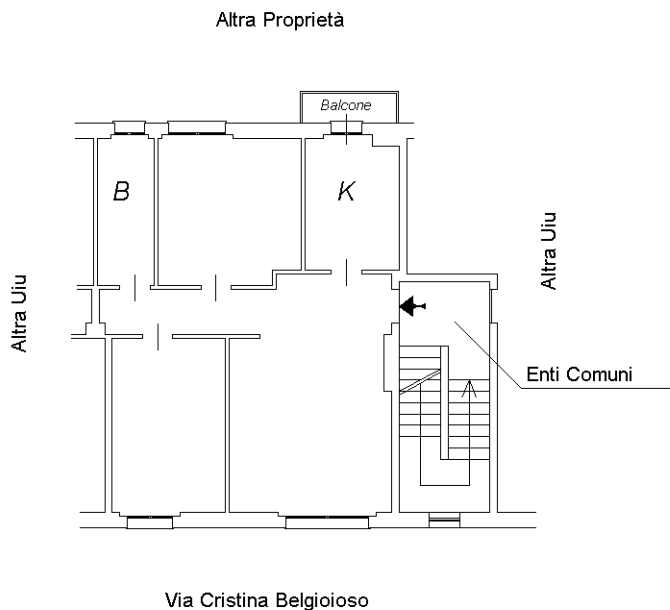 Altra Proprietà
Balcone
B
K
Altra Uiu
Altra Uiu
Enti Comuni
Via Cristina Belgioioso